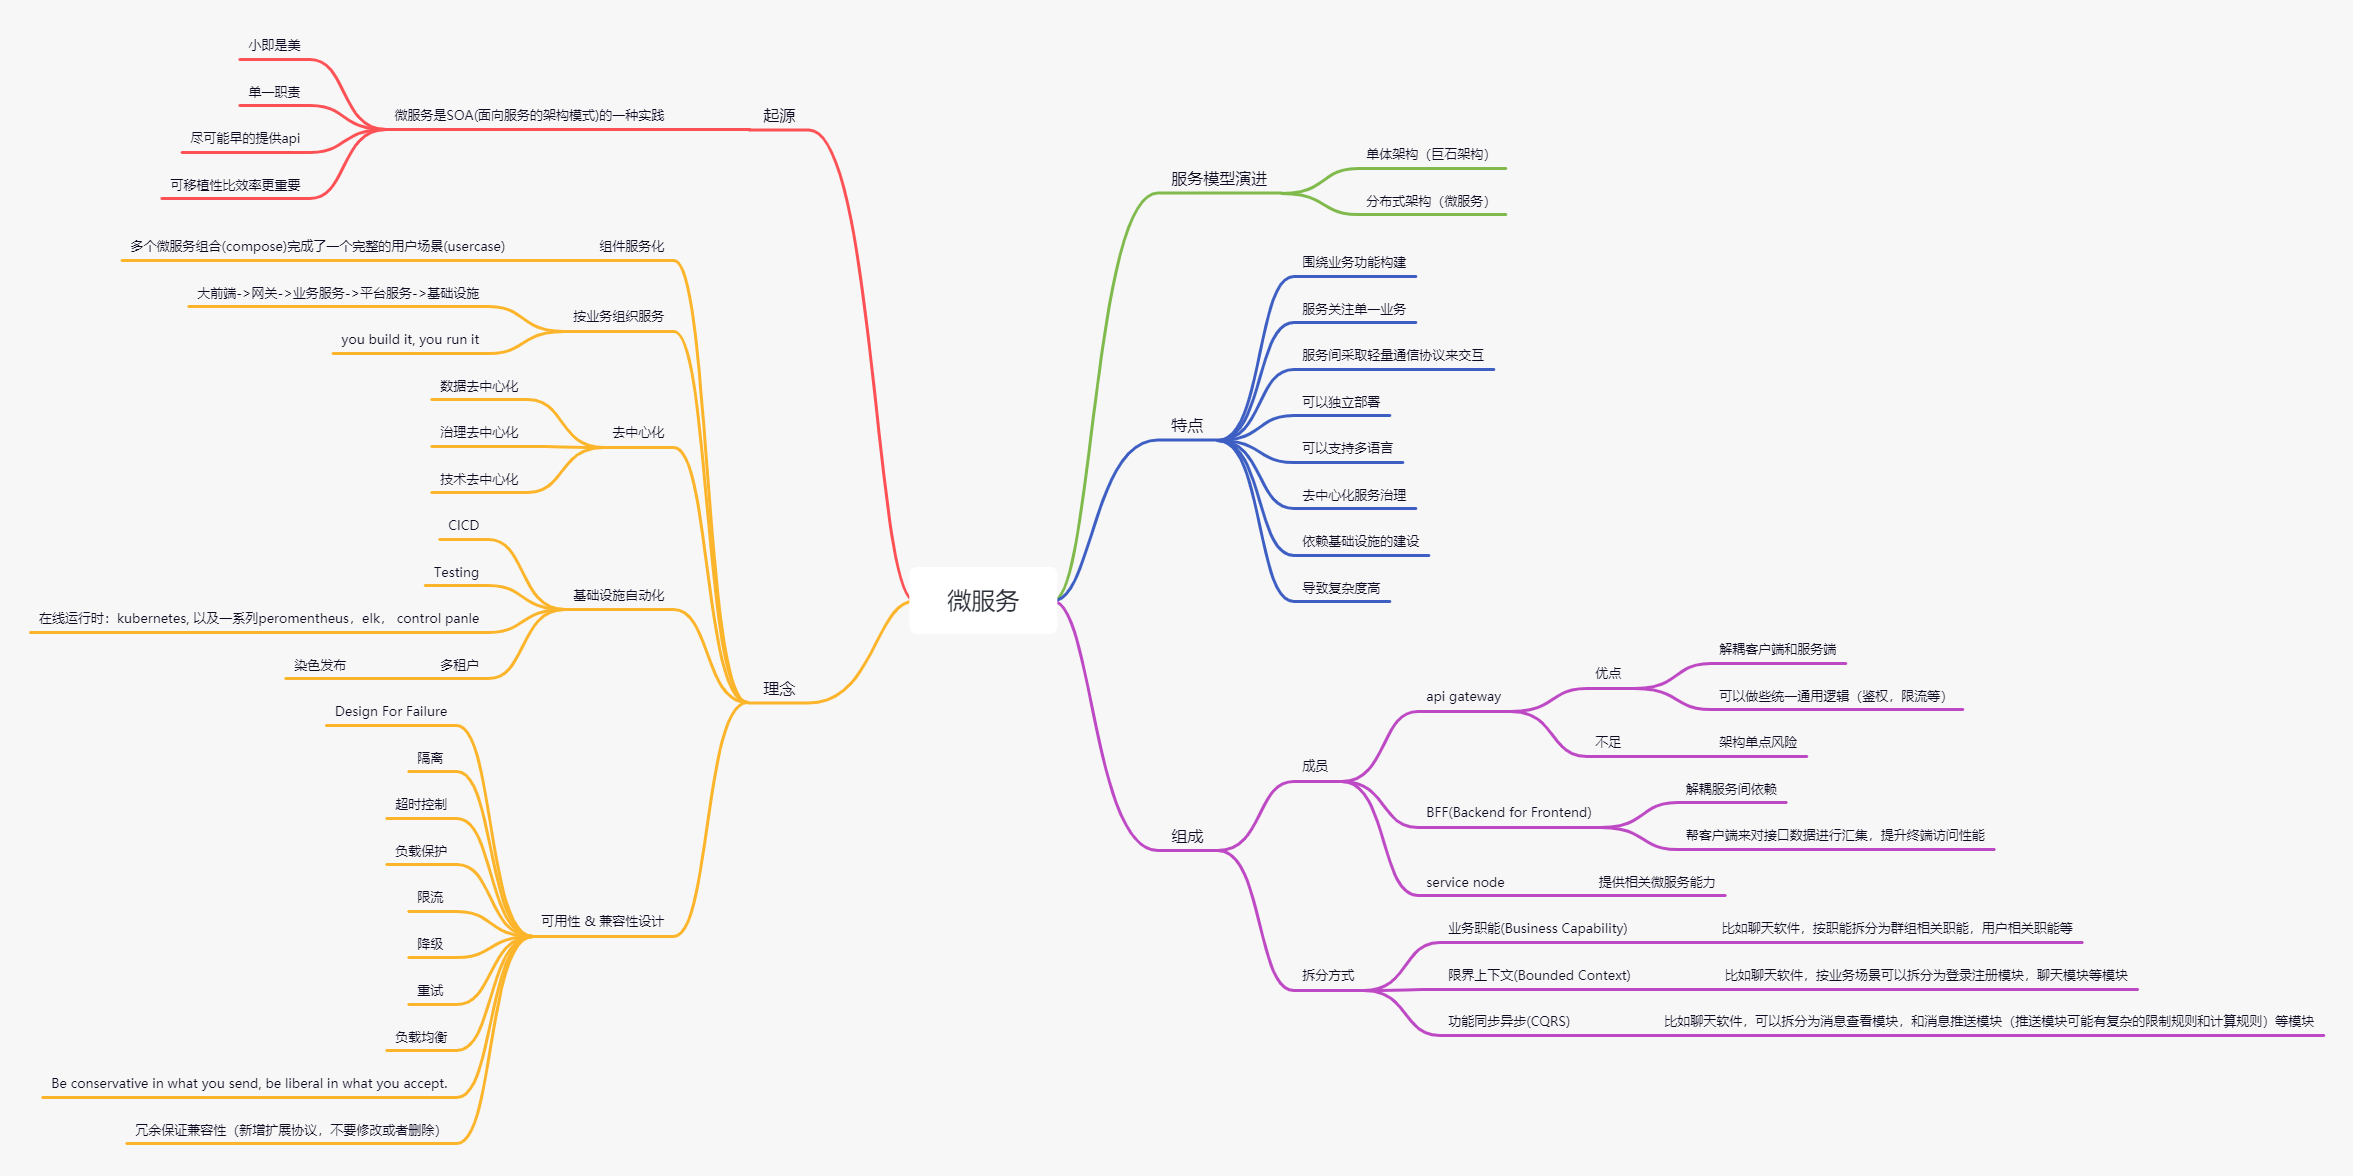 微服务
起源
微服务是SOA(面向服务的架构模式)的一种实践
小即是美
单一职责
尽可能早的提供api
可移植性比效率更重要
理念
组件服务化
多个微服务组合(compose)完成了一个完整的用户场景(usercase)
按业务组织服务
大前端->网关->业务服务->平台服务->基础设施
you build it, you run it
去中心化
数据去中心化
治理去中心化
技术去中心化
基础设施自动化
CICD
Testing
在线运行时：kubernetes, 以及一系列peromentheus，elk， control panle
多租户
染色发布
可用性 & 兼容性设计
Design For Failure
隔离
超时控制
负载保护
限流
降级
重试
负载均衡
Be conservative in what you send, be liberal in what you accept.
冗余保证兼容性（新增扩展协议，不要修改或者删除）
服务模型演进
单体架构（巨石架构）
分布式架构（微服务）
特点
围绕业务功能构建
服务关注单一业务
服务间采取轻量通信协议来交互
可以独立部署
可以支持多语言
去中心化服务治理
依赖基础设施的建设
导致复杂度高
组成
成员
api gateway
优点
解耦客户端和服务端
可以做些统一通用逻辑（鉴权，限流等）
不足
架构单点风险
BFF(Backend for Frontend)
解耦服务间依赖
帮客户端来对接口数据进行汇集，提升终端访问性能
service node
提供相关微服务能力
拆分方式
业务职能(Business Capability)
比如聊天软件，按职能拆分为群组相关职能，用户相关职能等
限界上下文(Bounded Context)
比如聊天软件，按业务场景可以拆分为登录注册模块，聊天模块等模块
功能同步异步(CQRS)
比如聊天软件，可以拆分为消息查看模块，和消息推送模块（推送模块可能有复杂的限制规则和计算规则）等模块